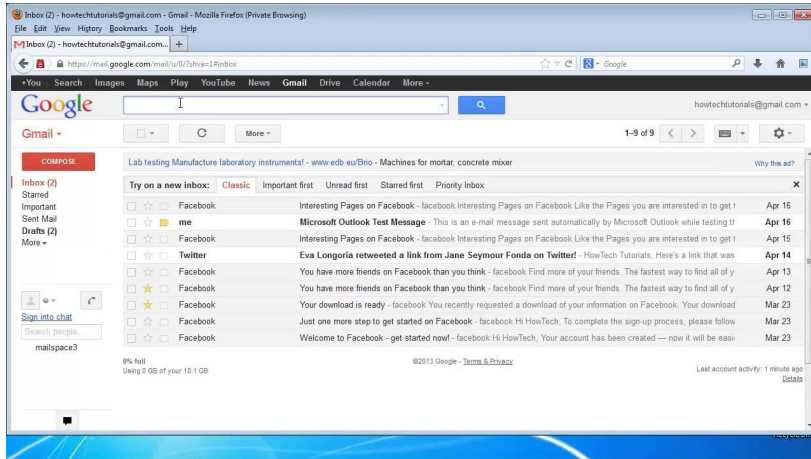 Inbox (2) - howtechtutorials@gmail.com - Gmail - Mozilla Firefox (Private Browsing)
File Edit View History Bookmarks Tools Help
Inbox (2) - howtechtutorials@gmail.com... +
https://mail.google.com/mail/u/0/?shva=1#inbox Google
+You Search Images Maps Play YouTube News Gmail Drive Calendar More
Google howtechtutorials@gmail.com
Gmail More 1–9 of 9
COMPOSE Lab testing Manufacture laboratory instruments! - www.edb.eu/Brio - Machines for mortar, concrete mixer Why this ad?
Inbox (2) Try on a new inbox: Classic Important first Unread first Starred first Priority Inbox x
Starred Facebook Interesting Pages on Facebook - facebook Interesting Pages on Facebook Like the Pages you are interested in to get Apr 16
Important
Sent Mail me Microsoft Outlook Test Message - This is an e-mail message sent automatically by Microsoft Outlook while testing th Apr 16
Drafts (2) Facebook Interesting Pages on Facebook - facebook Interesting Pages on Facebook Like the Pages you are interested in to get Apr 15
More Twitter Eva Longoria retweeted a link from Jane Seymour Fonda on Twitter! - HowTech Tutorials, Here's a link that was Apr 14
Facebook You have more friends on Facebook than you think - facebook Find more of your friends. The fastest way to find all of y Apr 13
Facebook You have more friends on Facebook than you think - facebook Find more of your friends. The fastest way to find all of y Apr 12
Facebook Your download is ready - facebook You recently requested a download of your information on Facebook. Your download Mar 23
Sign into chat Facebook Just one more step to get started on Facebook - facebook Hi HowTech, To complete the sign-up process, please follow Mar 23
Search people...
mailspace3 Facebook Welcome to Facebook - get started now! - facebook Hi HowTech, Your account has been created — now it will be easi Mar 23
0% full ©2013 Google - Terms & Privacy
Using 0 GB of your 10.1 GB Last account activity: 1 minute ago
Details